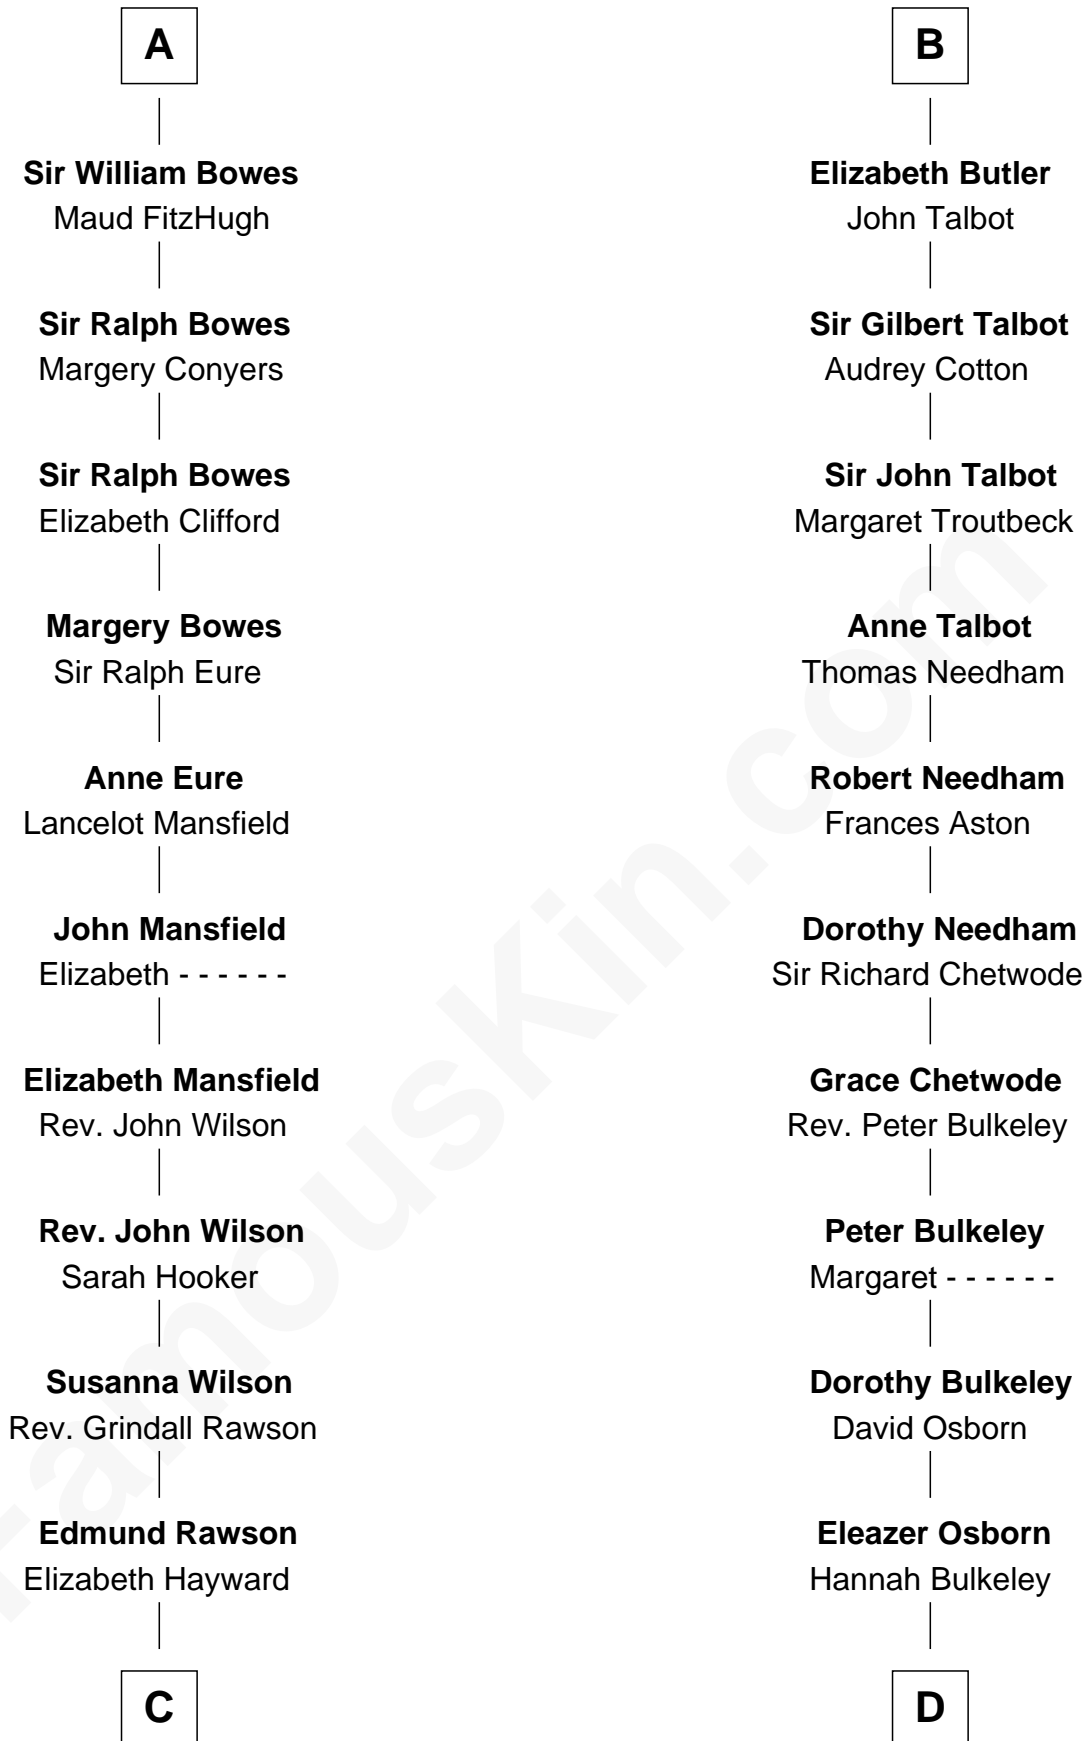 A
Sir William Bowes
Maud FitzHugh
Sir Ralph Bowes
Margery Conyers
Sir Ralph Bowes
Elizabeth Clifford
Margery Bowes
Sir Ralph Eure
Anne Eure
Lancelot Mansfield
John Mansfield
Elizabeth - - - - - -
Elizabeth Mansfield
Rev. John Wilson
Rev. John Wilson
Sarah Hooker
Susanna Wilson
Rev. Grindall Rawson
Edmund Rawson
Elizabeth Hayward
C
B
Elizabeth Butler
John Talbot
Sir Gilbert Talbot
Audrey Cotton
Sir John Talbot
Margaret Troutbeck
Anne Talbot
Thomas Needham
Robert Needham
Frances Aston
Dorothy Needham
Sir Richard Chetwode
Grace Chetwode
Rev. Peter Bulkeley
Peter Bulkeley
Margaret - - - - - -
Dorothy Bulkeley
David Osborn
Eleazer Osborn
Hannah Bulkeley
D
FamousKin.com